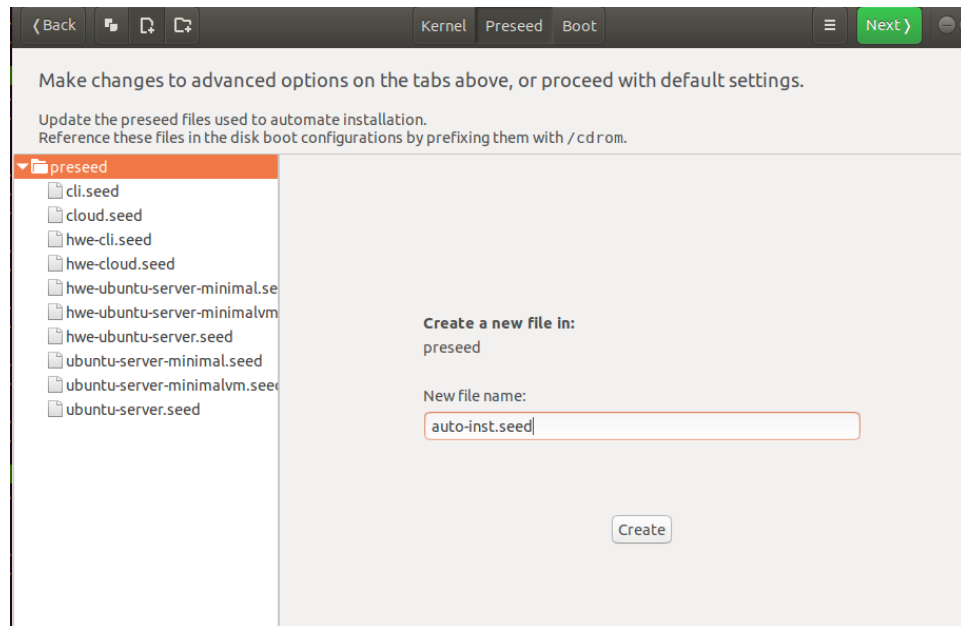 Back
Kernel Preseed Boot
Next
Make changes to advanced options on the tabs above, or proceed with default settings.
Update the preseed files used to automate installation.
Reference these files in the disk boot configurations by prefixing them with /cdrom.
preseed
cli.seed
cloud.seed
hwe-cli.seed
hwe-cloud.seed
hwe-ubuntu-server-minimal.se
hwe-ubuntu-server-minimalvm
hwe-ubuntu-server.seed
ubuntu-server-minimal.seed
ubuntu-server-minimalvm.seed
ubuntu-server.seed
Create a new file in:
preseed
New file name:
auto-inst.seed
Create